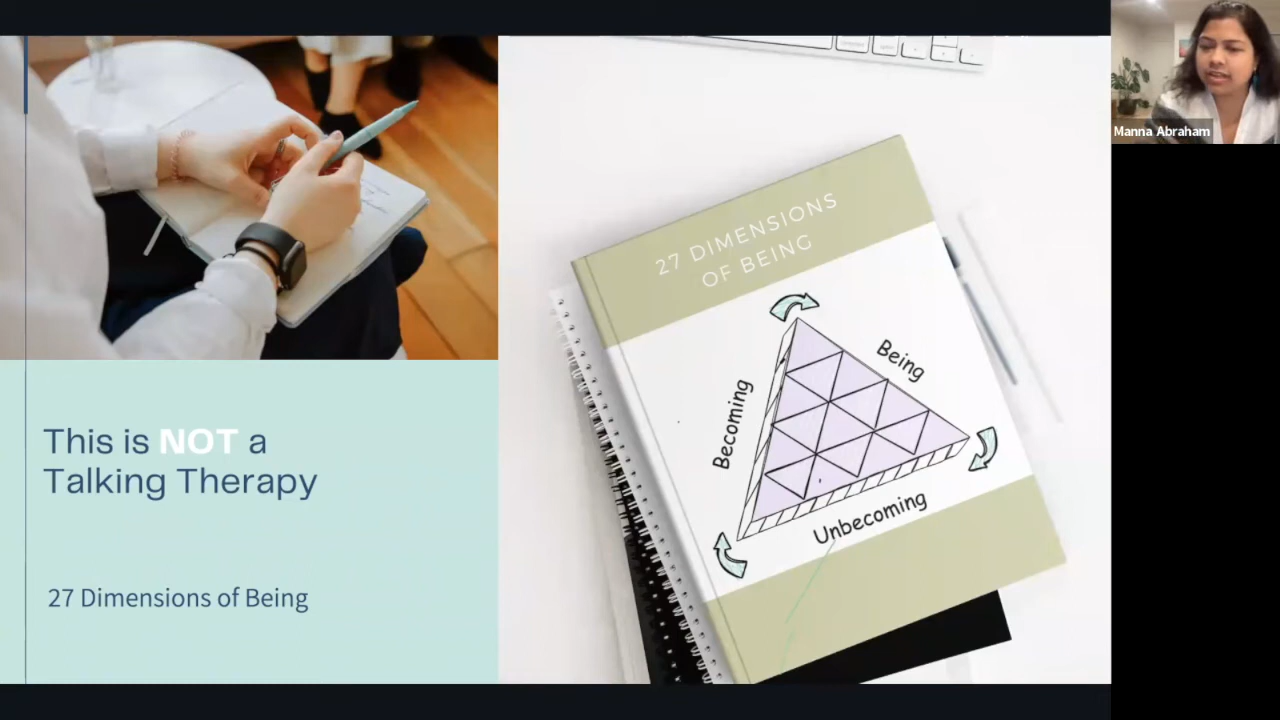 This is NOT a
Talking Therapy
27 Dimensions of Being
27 DIMENSIONS
OF BEING
Becoming
Being
Unbecoming
Manna Abraham